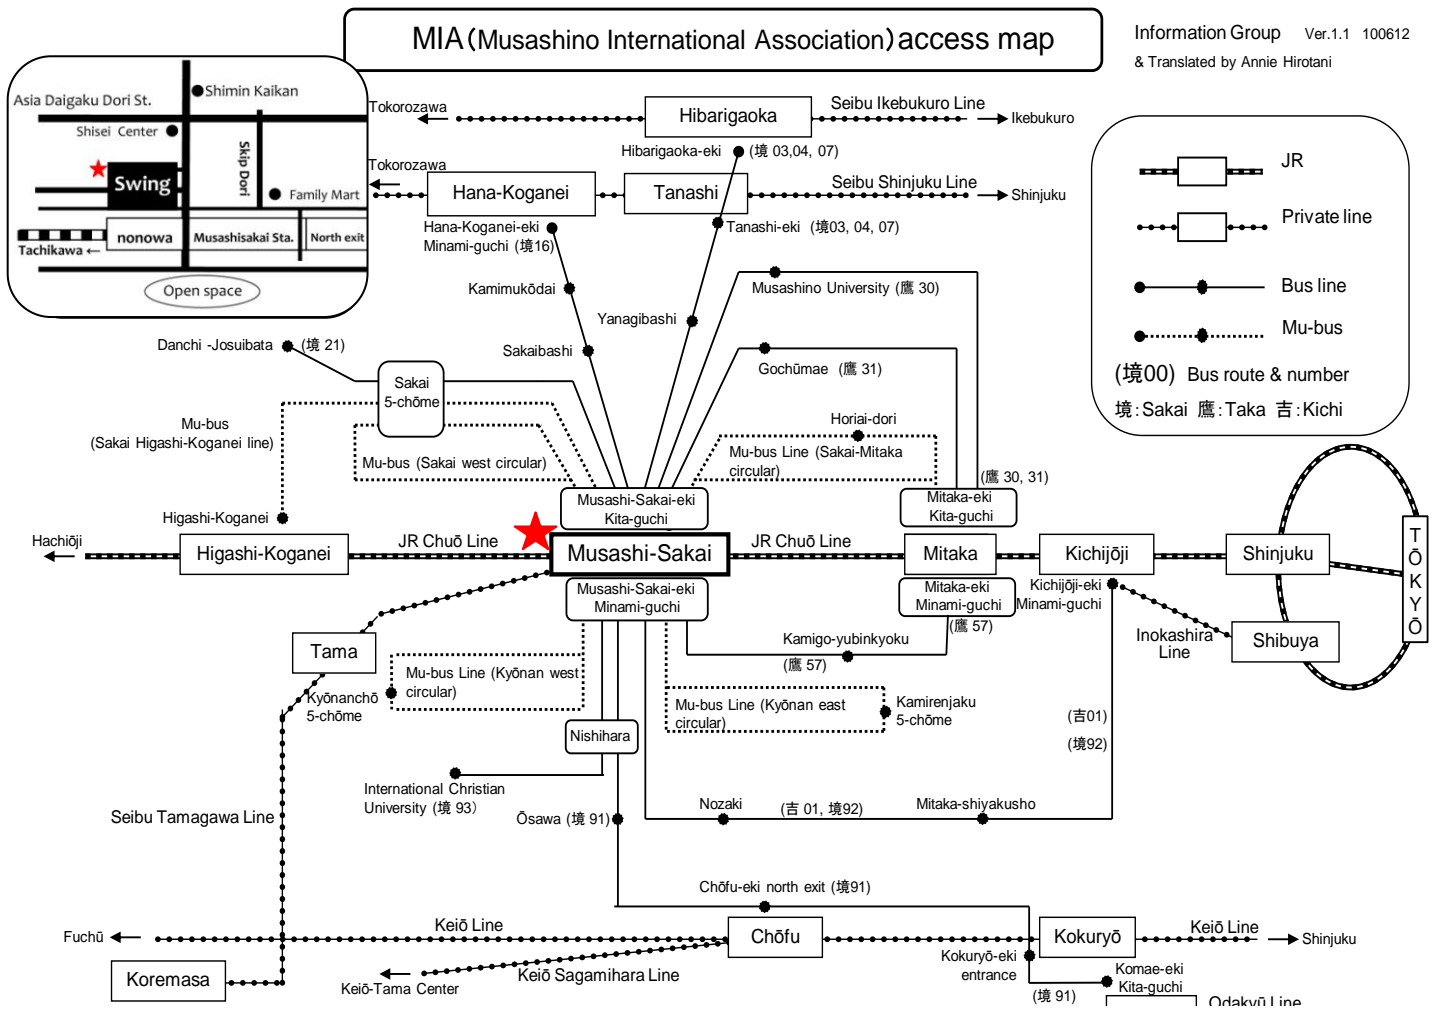 MIA(Musashino International Association)access map
Information Group Ver.1.1 100612
& Translated by Annie Hirotani
Shimin Kaikan
Asia Daigaku Dori St.
Shisei Center
Skip Dori
Swing
Family Mart
nonowa
Musashisakai Sta.
North exit
Tachikawa ←
Open space
Tokorozawa
Hibarigaoka
Seibu Ikebukuro Line
Ikebukuro
Hibarigaoka-eki
(境 03,04, 07)
Tokorozawa
Hana-Koganei
Tanashi
Seibu Shinjuku Line
Shinjuku
Hana-Koganei-eki
Minami-guchi (境16)
Tanashi-eki (境03, 04, 07)
JR
Private line
Bus line
Mu-bus
(境00) Bus route & number
境:Sakai 鷹:Taka 吉:Kichi
Kamimukōdai
Musashino University (鷹 30)
Yanagibashi
Danchi -Josuibata
(境 21)
Sakaibashi
Gochūmae (鷹 31)
Sakai
5-chōme
Mu-bus
(Sakai Higashi-Koganei line)
Horiai-dori
Mu-bus (Sakai west circular)
Mu-bus Line (Sakai-Mitaka
circular)
(鷹 30, 31)
Musashi-Sakai-eki
Kita-guchi
Mitaka-eki
Kita-guchi
Higashi-Koganei
Hachiōji
Higashi-Koganei
JR Chuō Line
Musashi-Sakai
JR Chuō Line
Mitaka
Kichijōji
Shinjuku
TŌKYŌ
Musashi-Sakai-eki
Minami-guchi
Mitaka-eki
Minami-guchi
Kichijōji-eki
Minami-guchi
(鷹 57)
Inokashira
Line
Shibuya
Tama
Kamigo-yubinkyoku
(鷹 57)
Kyōnanchō
5-chōme
Mu-bus Line (Kyōnan west
circular)
Mu-bus Line (Kyōnan east
circular)
Kamirenjaku
5-chōme
(吉01)
(境92)
Nishihara
International Christian
University (境 93)
Seibu Tamagawa Line
Ōsawa (境 91)
Nozaki
(吉 01, 境92)
Mitaka-shiyakusho
Chōfu-eki north exit (境91)
Fuchū
Keiō Line
Chōfu
Kokuryō
Keiō Line
Shinjuku
Koremasa
Keiō-Tama Center
Keiō Sagamihara Line
Kokuryō-eki
entrance
Komae-eki
Kita-guchi
(境 91)
Odakyū Line